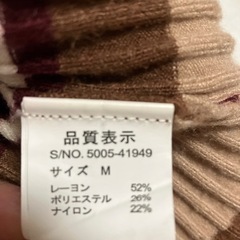 品質表示
S/NO. 5005-41949
サイズ M
レーヨン 52%
ポリエステル 26%
ナイロン 22%